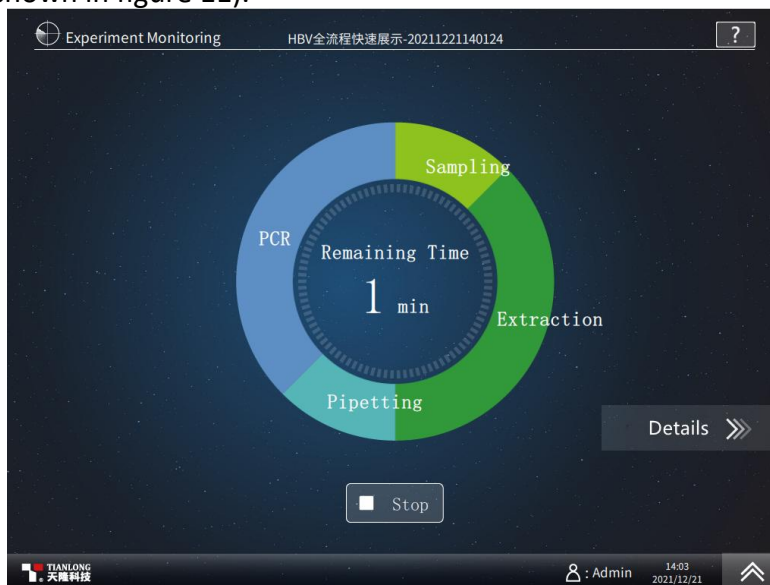 shown in figure 11).
Experiment Monitoring
HBV全流程快速展示-20211221140124
?
Sampling
PCR
Remaining Time
1 min
Extraction
Pipetting
Details
Stop
TIANLONG
天隆科技
: Admin
14:03
2021/12/21